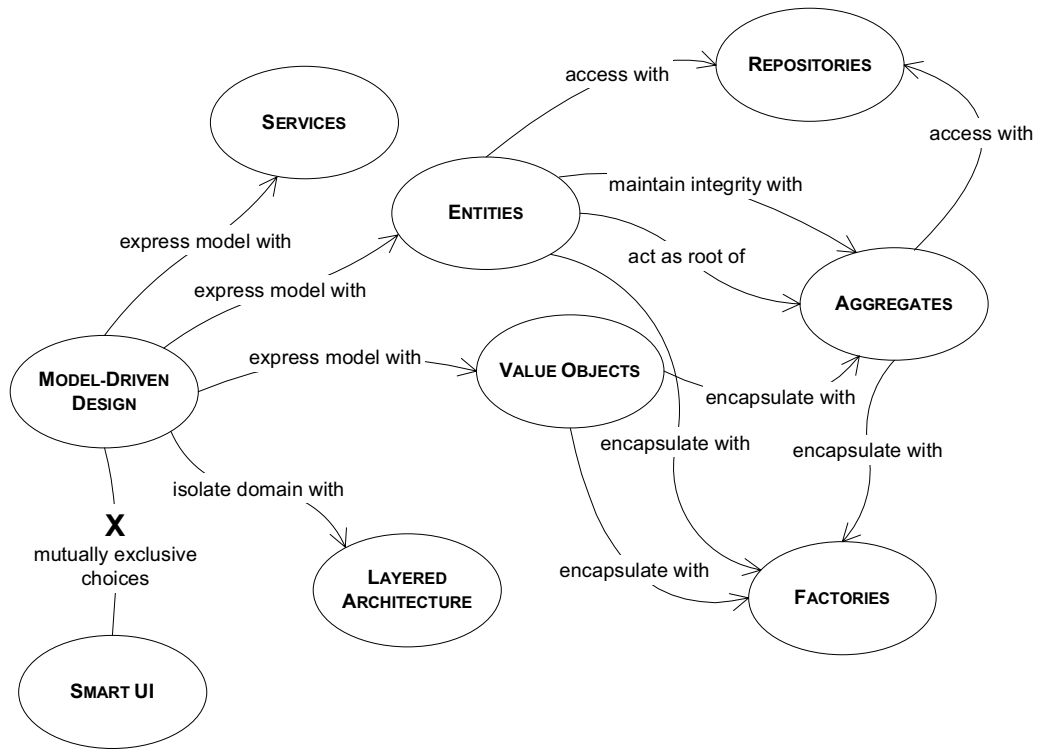 REPOSITORIES
access with
SERVICES
access with
maintain integrity with
ENTITIES
express model with
act as root of
express model with
AGGREGATES
express model with
VALUE OBJECTS
MODEL-DRIVEN
DESIGN
encapsulate with
encapsulate with
encapsulate with
isolate domain with
X
mutually exclusive
choices
encapsulate with
LAYERED
ARCHITECTURE
FACTORIES
SMART UI